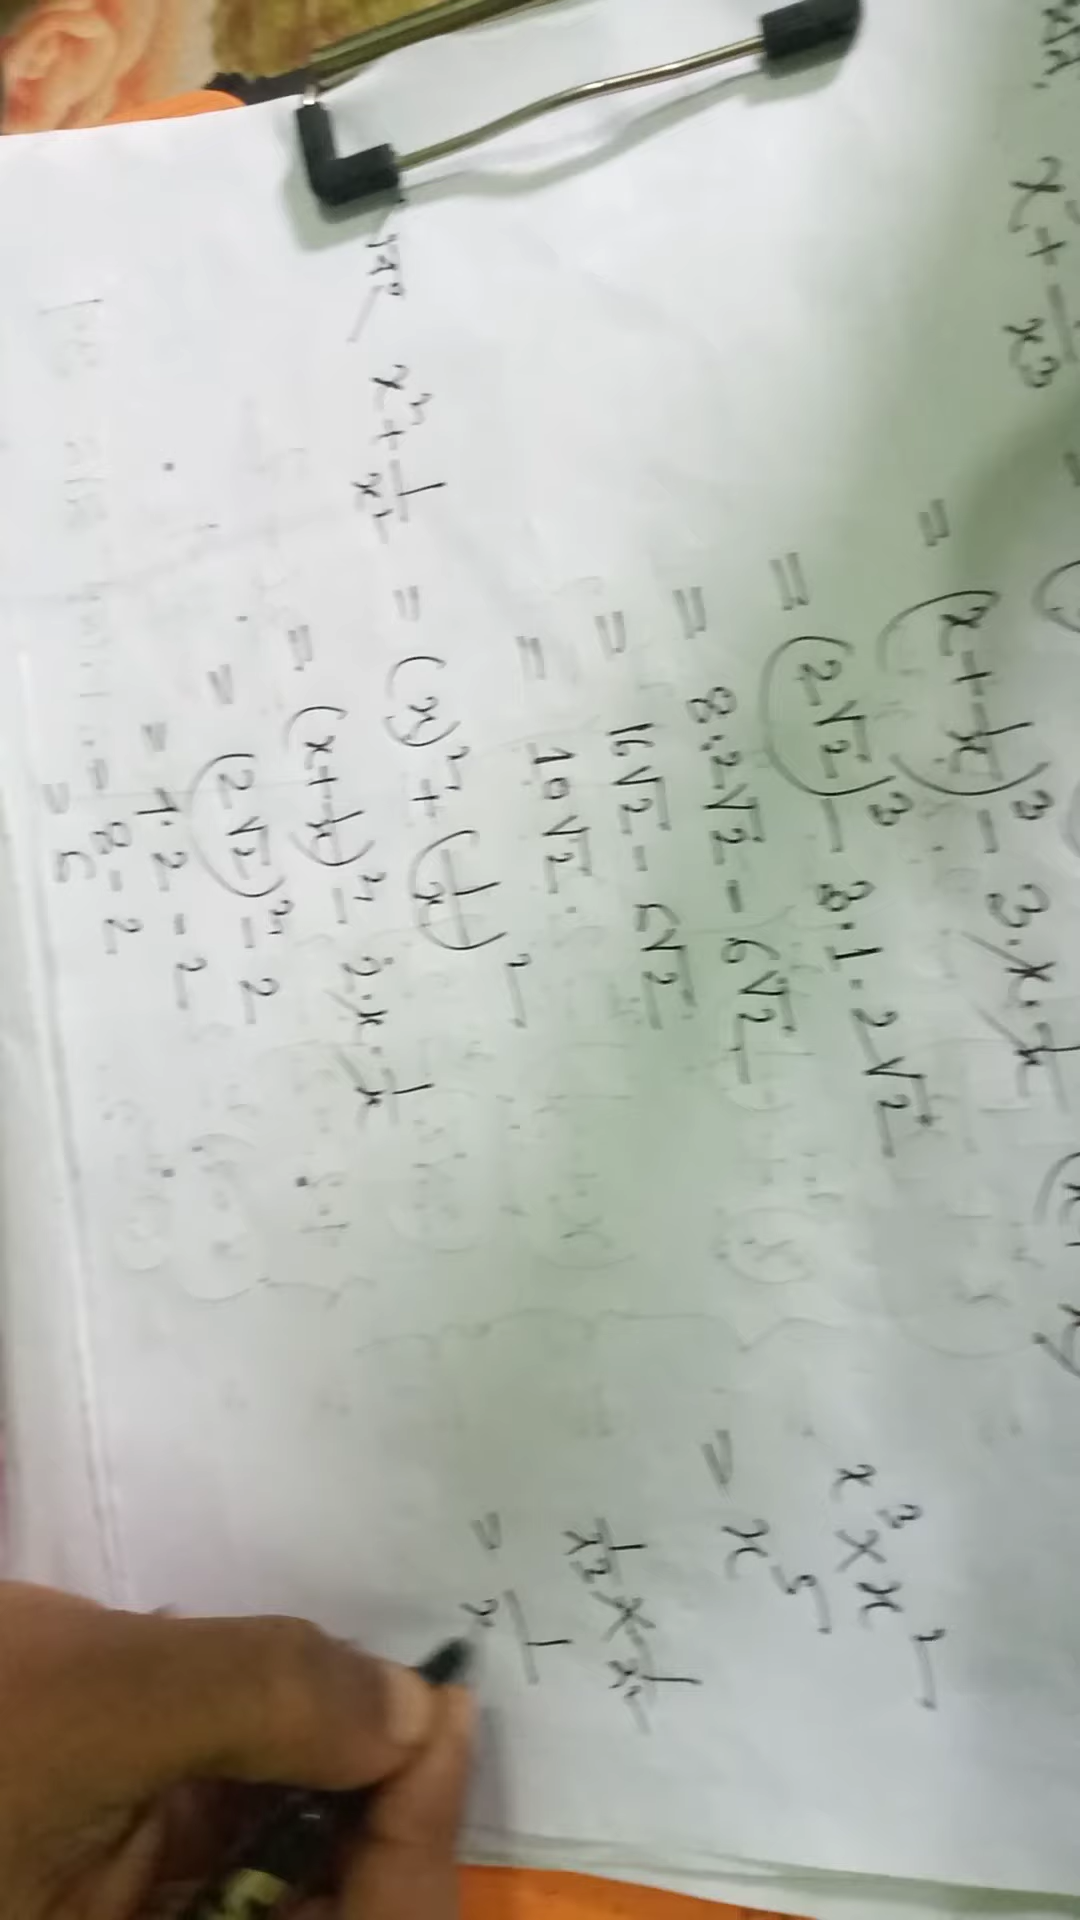 x³ + 1/x³
= (x + 1/x)³ - 3·x·1/x
= (2√2)³ - 3·1·2√2
= 8·2√2 - 6√2
= 16√2 - 6√2
= 10√2
x² + 1/x² = (x)² + (1/x)²
= (x + 1/x)² - 2·x·1/x
= (2√2)² - 2
= 4·2 - 2
= 8 - 2
= 6
x³ × x²
= x⁵
1/x³ × 1/x²
= 1/x